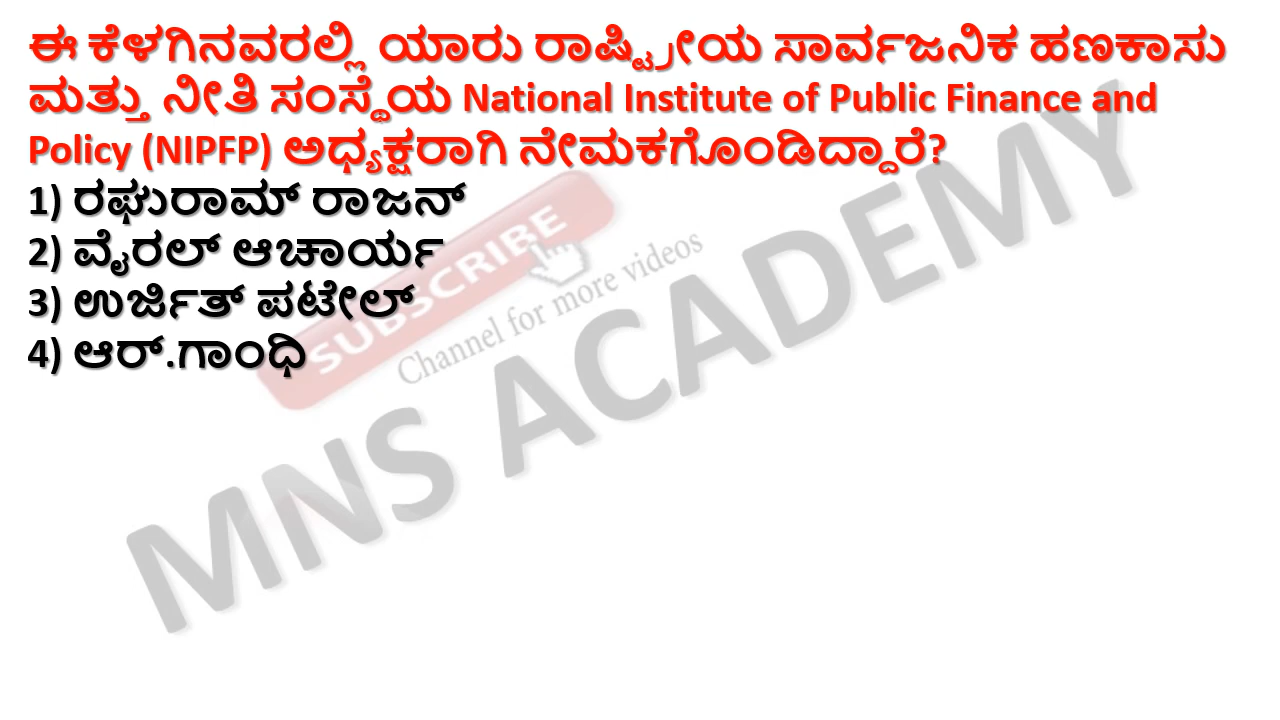 ಈ ಕೆಳಗಿನವರಲ್ಲಿ ಯಾರು ರಾಷ್ಟ್ರೀಯ ಸಾರ್ವಜನಿಕ ಹಣಕಾಸು
ಮತ್ತು ನೀತಿ ಸಂಸ್ಥೆಯ National Institute of Public Finance and
Policy (NIPFP) ಅಧ್ಯಕ್ಷರಾಗಿ ನೇಮಕಗೊಂಡಿದ್ದಾರೆ?
1) ರಘುರಾಮ್ ರಾಜನ್
2) ವೈರಲ್ ಆಚಾರ್ಯ
3) ಉರ್ಜಿತ್ ಪಟೇಲ್
4) ಆರ್.ಗಾಂಧಿ
SUBSCRIBE
Channel for more videos
MNS ACADEMY